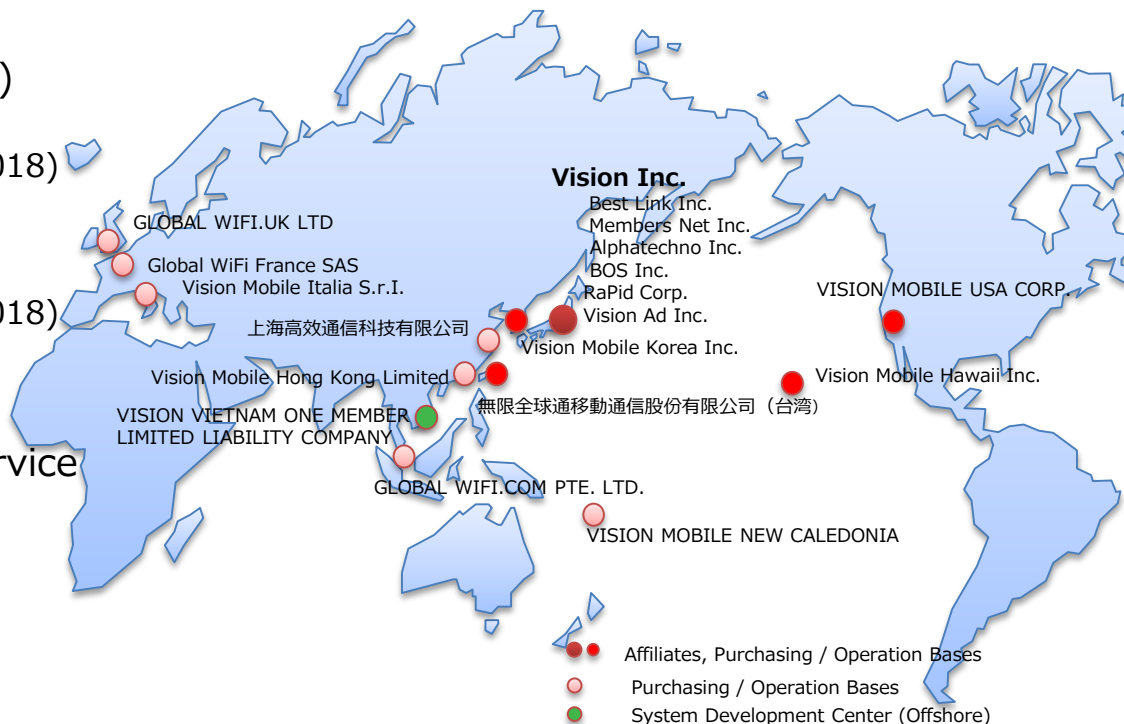 )
018)
018)
rvice
Vision Inc.
Best Link Inc.
Members Net Inc.
Alphatechno Inc.
BOS Inc.
RaPid Corp.
Vision Ad Inc.
GLOBAL WIFI.UK LTD
Global WiFi France SAS
Vision Mobile Italia S.r.I.
上海高效通信科技有限公司
Vision Mobile Korea Inc.
VISION MOBILE USA CORP.
Vision Mobile Hong Kong Limited
Vision Mobile Hawaii Inc.
無限全球通移動通信股份有限公司（台湾）
VISION VIETNAM ONE MEMBER
LIMITED LIABILITY COMPANY
GLOBAL WIFI.COM PTE. LTD.
VISION MOBILE NEW CALEDONIA
Affiliates, Purchasing / Operation Bases
Purchasing / Operation Bases
System Development Center (Offshore)